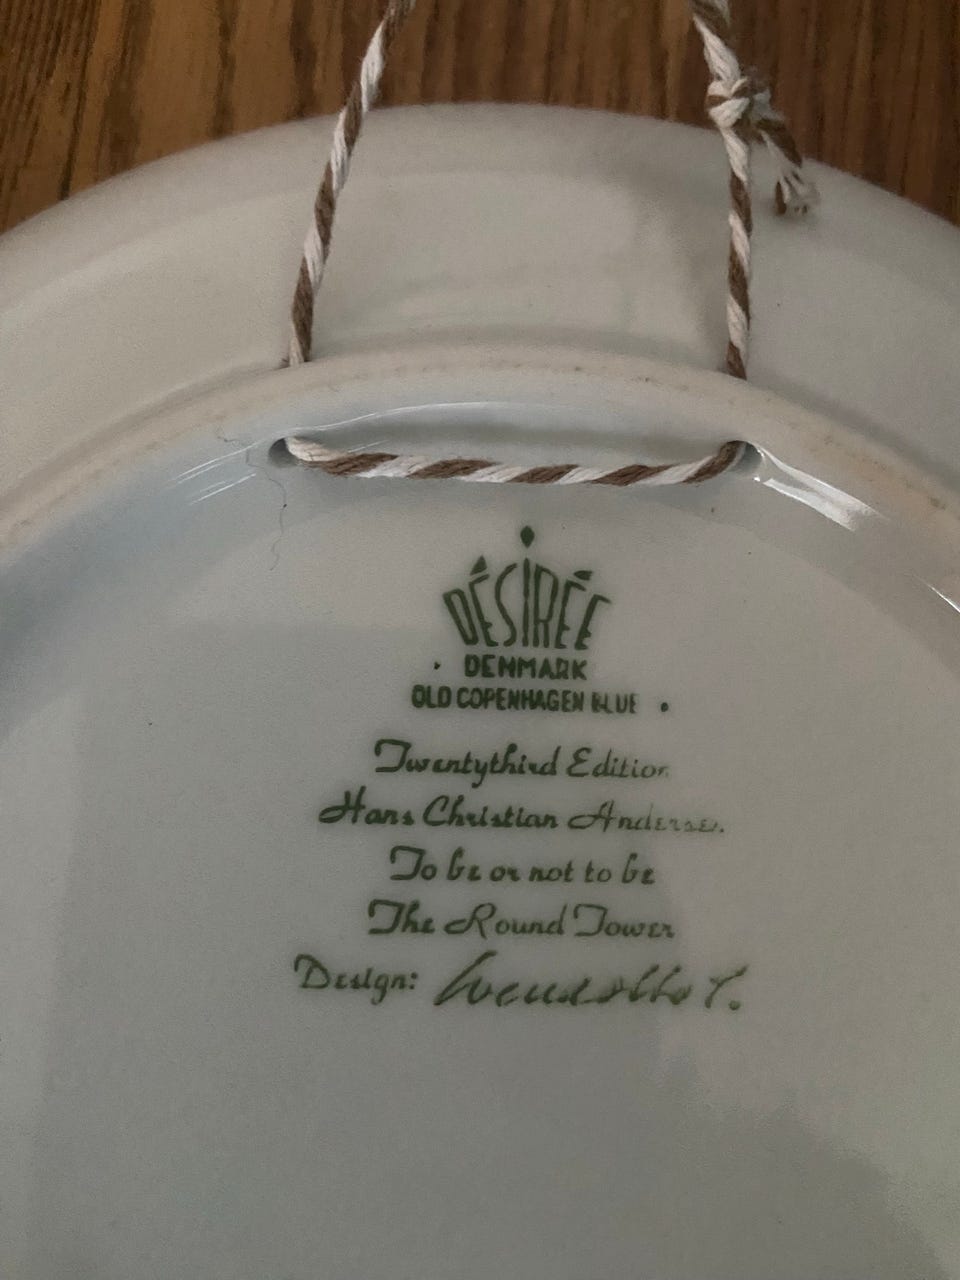 DÉSIRÉE
DENMARK
OLD COPENHAGEN BLUE
Twentythird Edition
Hans Christian Andersen
To be or not to be
The Round Tower
Design: